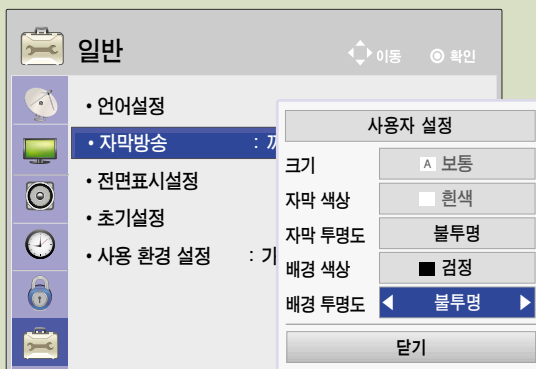 일반
이동 확인
• 언어설정
• 자막방송 :
• 전면표시설정
• 초기설정
• 사용 환경 설정 : 가
사용자 설정
크기 A 보통
자막 색상 흰색
자막 투명도 불투명
배경 색상 검정
배경 투명도 불투명
닫기